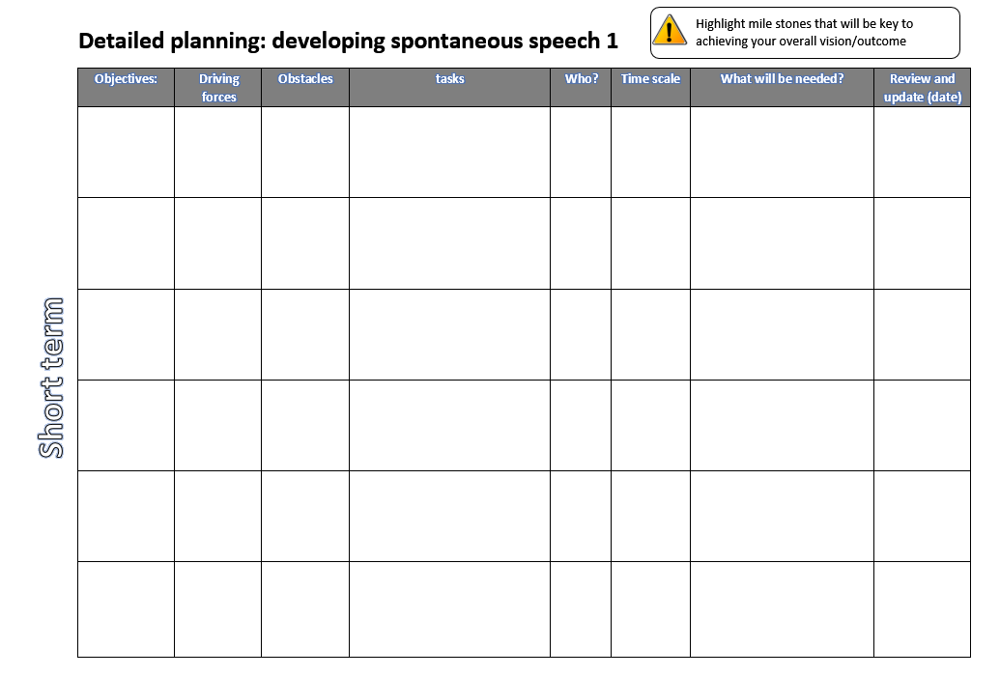 Highlight mile stones that will be key to
achieving your overall vision/outcome
Detailed planning: developing spontaneous speech 1
Objectives: Driving forces Obstacles tasks Who? Time scale What will be needed? Review and update (date)
Short term